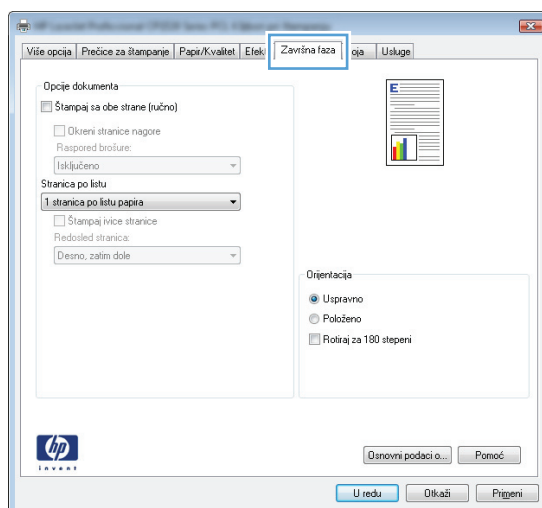 Više opcija Prečice za štampanje Papir/Kvalitet Efek Završna faza oja Usluge
Opcije dokumenta
Štampaj sa obe strane (ručno)
Okreni stranice nagore
Raspored brošure:
Isključeno
Stranica po listu
1 stranica po listu papira
Štampaj ivice stranice
Redosled stranica:
Desno, zatim dole
E
Orijentacija
Uspravno
Položeno
Rotiraj za 180 stepeni
hp
invent
Osnovni podaci o... Pomoć
U redu Otkaži Primeni